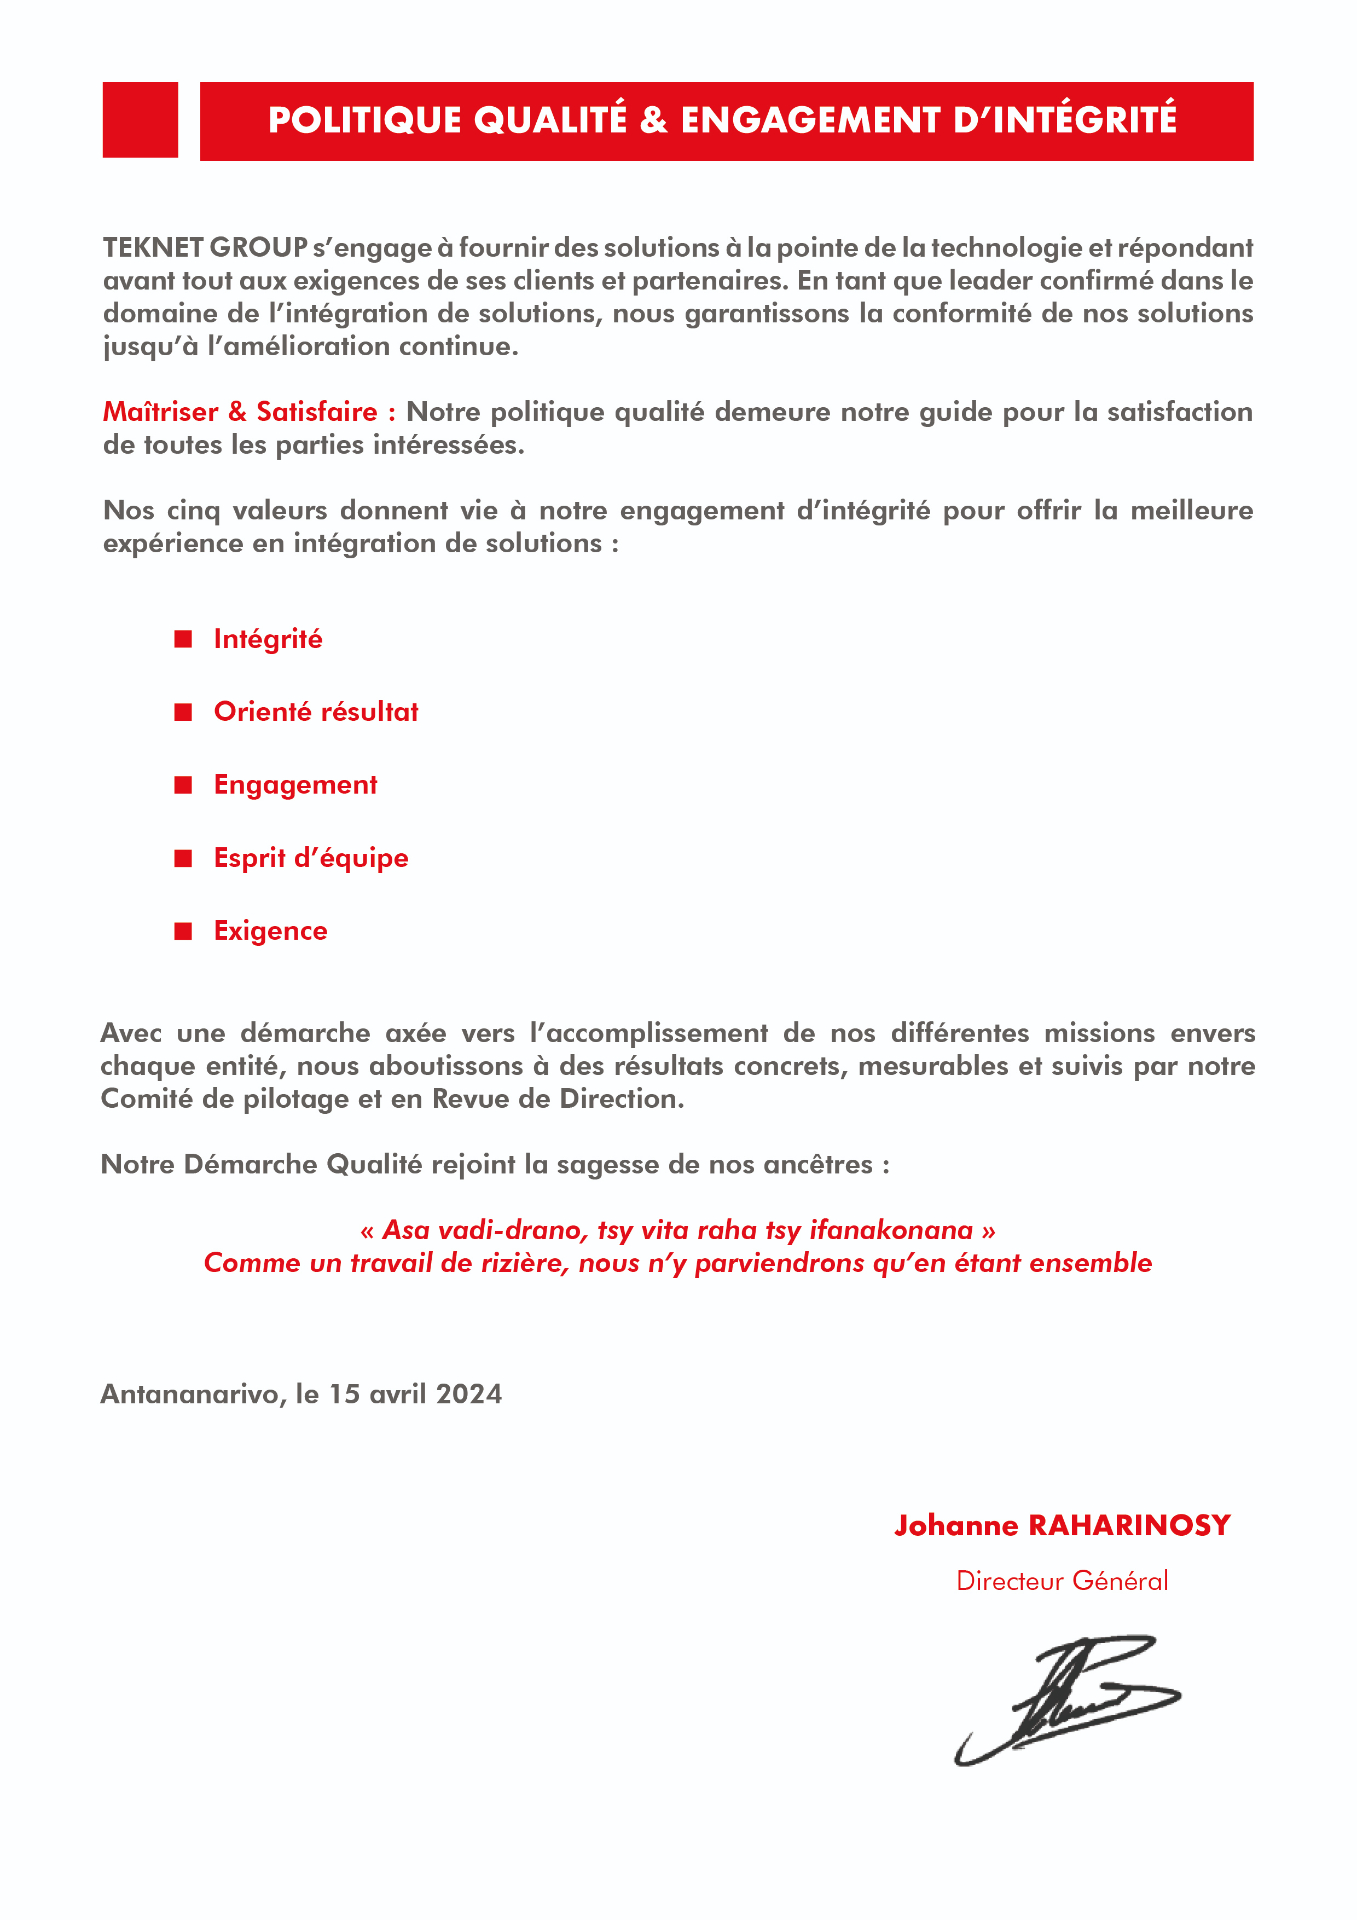 POLITIQUE QUALITÉ & ENGAGEMENT D’INTÉGRITÉ
TEKNET GROUP s’engage à fournir des solutions à la pointe de la technologie et répondant
avant tout aux exigences de ses clients et partenaires. En tant que leader confirmé dans le
domaine de l’intégration de solutions, nous garantissons la conformité de nos solutions
jusqu’à l’amélioration continue.
Maîtriser & Satisfaire : Notre politique qualité demeure notre guide pour la satisfaction
de toutes les parties intéressées.
Nos cinq valeurs donnent vie à notre engagement d’intégrité pour offrir la meilleure
expérience en intégration de solutions :
Intégrité
Orienté résultat
Engagement
Esprit d’équipe
Exigence
Avec une démarche axée vers l’accomplissement de nos différentes missions envers
chaque entité, nous aboutissons à des résultats concrets, mesurables et suivis par notre
Comité de pilotage et en Revue de Direction.
Notre Démarche Qualité rejoint la sagesse de nos ancêtres :
« Asa vadi-drano, tsy vita raha tsy ifanakonana »
Comme un travail de rizière, nous n’y parviendrons qu’en étant ensemble
Antananarivo, le 15 avril 2024
Johanne RAHARINOSY
Directeur Général